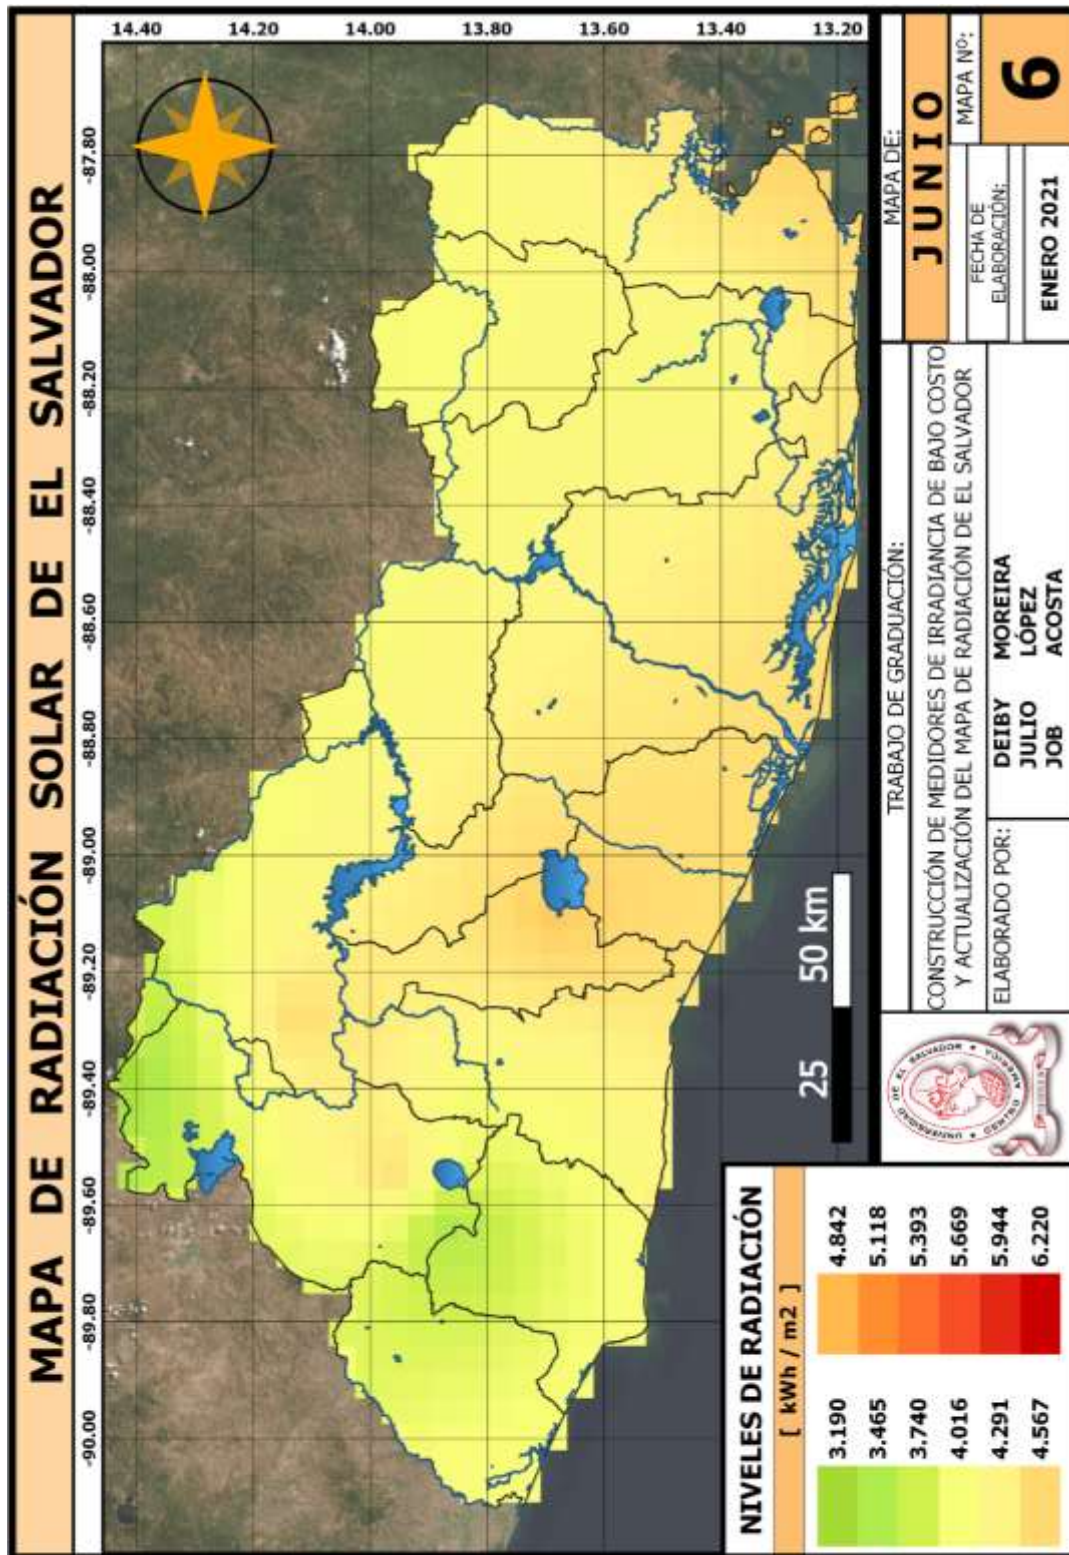 MAPA DE RADIACIÓN SOLAR DE EL SALVADOR
-90.00 -89.80 -89.60 -89.40 -89.20 -89.00 -88.80 -88.60 -88.40 -88.20 -88.00 -87.80
14.40
14.20
14.00
13.80
13.60
13.40
13.20
25 50 km
NIVELES DE RADIACIÓN
[ kWh / m2 ]
3.190 4.842
3.465 5.118
3.740 5.393
4.016 5.669
4.291 5.944
4.567 6.220
UNIVERSIDAD DE EL SALVADOR
TRABAJO DE GRADUACIÓN:
CONSTRUCCIÓN DE MEDIDORES DE IRRADIANCIA DE BAJO COSTO
Y ACTUALIZACIÓN DEL MAPA DE RADIACIÓN DE EL SALVADOR
ELABORADO POR:
DEIBY MOREIRA
JULIO LÓPEZ
JOB ACOSTA
MAPA DE:
JUNIO
FECHA DE
ELABORACIÓN:
ENERO 2021
MAPA Nº:
6